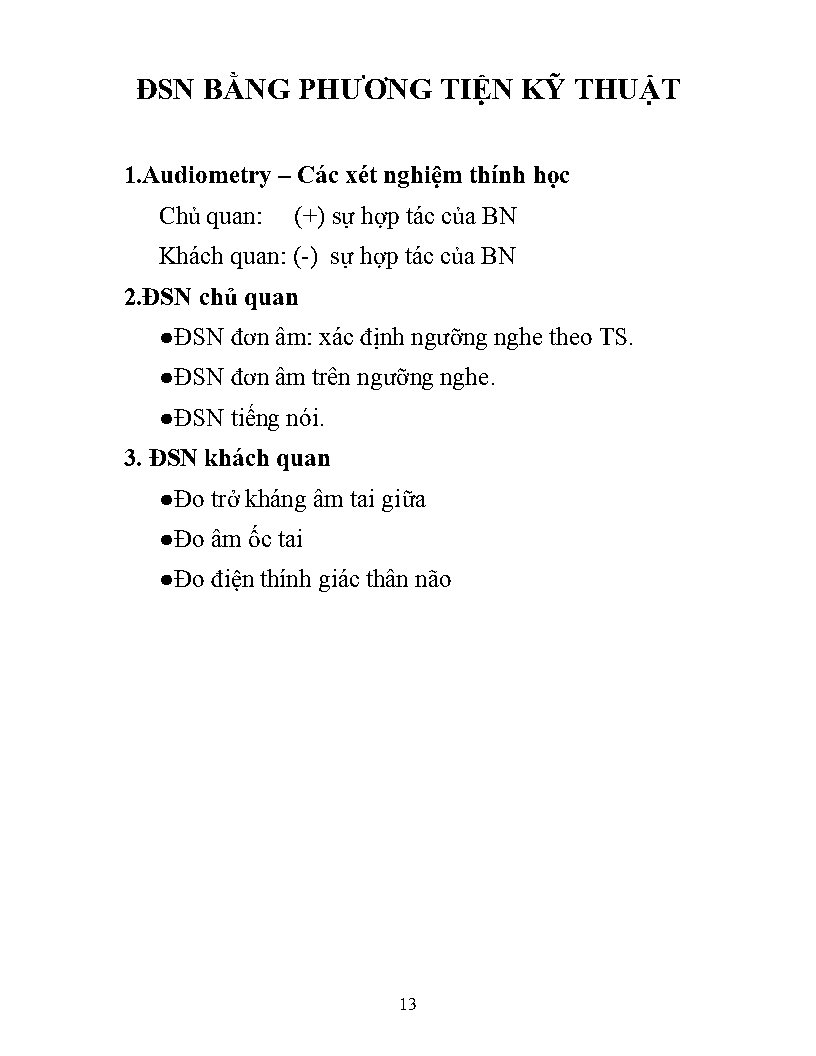 ĐSN BẰNG PHƯƠNG TIỆN KỸ THUẬT
1.Audiometry – Các xét nghiệm thính học
Chủ quan: (+) sự hợp tác của BN
Khách quan: (-) sự hợp tác của BN
2.ĐSN chủ quan
●ĐSN đơn âm: xác định ngưỡng nghe theo TS.
●ĐSN đơn âm trên ngưỡng nghe.
●ĐSN tiếng nói.
3. ĐSN khách quan
●Đo trở kháng âm tai giữa
●Đo âm ốc tai
●Đo điện thính giác thân não
13